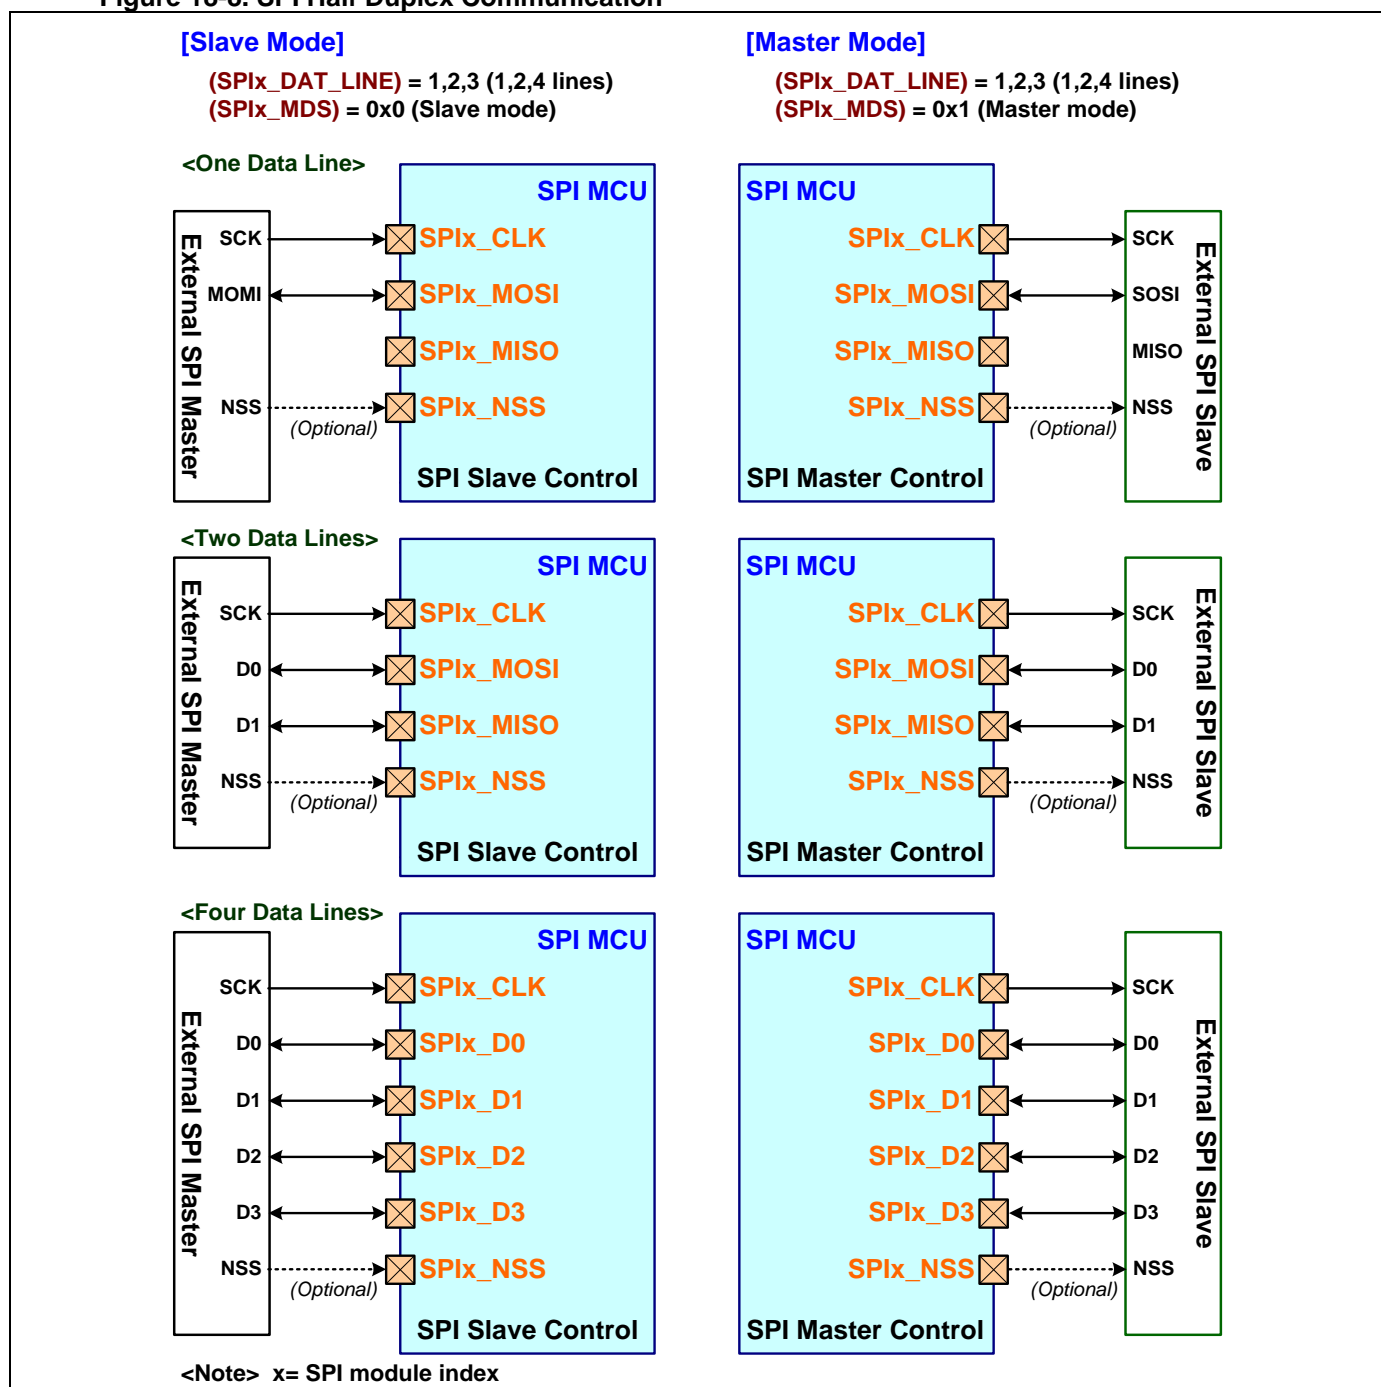 [Slave Mode]
(SPIx_DAT_LINE) = 1,2,3 (1,2,4 lines)
(SPIx_MDS) = 0x0 (Slave mode)
[Master Mode]
(SPIx_DAT_LINE) = 1,2,3 (1,2,4 lines)
(SPIx_MDS) = 0x1 (Master mode)
<One Data Line>
External SPI Master
SCK
MOMI
NSS
(Optional)
SPI MCU
SPIx_CLK
SPIx_MOSI
SPIx_MISO
SPIx_NSS
SPI Slave Control
SPI MCU
SPIx_CLK
SPIx_MOSI
SPIx_MISO
SPIx_NSS
SPI Master Control
(Optional)
SCK
SOSI
MISO
NSS
External SPI Slave
<Two Data Lines>
External SPI Master
SCK
D0
D1
NSS
(Optional)
SPI MCU
SPIx_CLK
SPIx_MOSI
SPIx_MISO
SPIx_NSS
SPI Slave Control
SPI MCU
SPIx_CLK
SPIx_MOSI
SPIx_MISO
SPIx_NSS
SPI Master Control
(Optional)
SCK
D0
D1
NSS
External SPI Slave
<Four Data Lines>
External SPI Master
SCK
D0
D1
D2
D3
NSS
(Optional)
SPI MCU
SPIx_CLK
SPIx_D0
SPIx_D1
SPIx_D2
SPIx_D3
SPIx_NSS
SPI Slave Control
SPI MCU
SPIx_CLK
SPIx_D0
SPIx_D1
SPIx_D2
SPIx_D3
SPIx_NSS
SPI Master Control
(Optional)
SCK
D0
D1
D2
D3
NSS
External SPI Slave
<Note> x= SPI module index